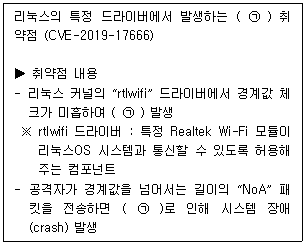 리눅스의 특정 드라이버에서 발생하는 ( ㉠ ) 취
약점 (CVE-2019-17666)
▶ 취약점 내용
- 리눅스 커널의 “rtlwifi” 드라이버에서 경계값 체
크가 미흡하여 ( ㉠ ) 발생
※ rtlwifi 드라이버 : 특정 Realtek Wi-Fi 모듈이
리눅스OS 시스템과 통신할 수 있도록 허용해
주는 컴포넌트
- 공격자가 경계값을 넘어서는 길이의 “NoA” 패
킷을 전송하면 ( ㉠ )로 인해 시스템 장애
(crash) 발생